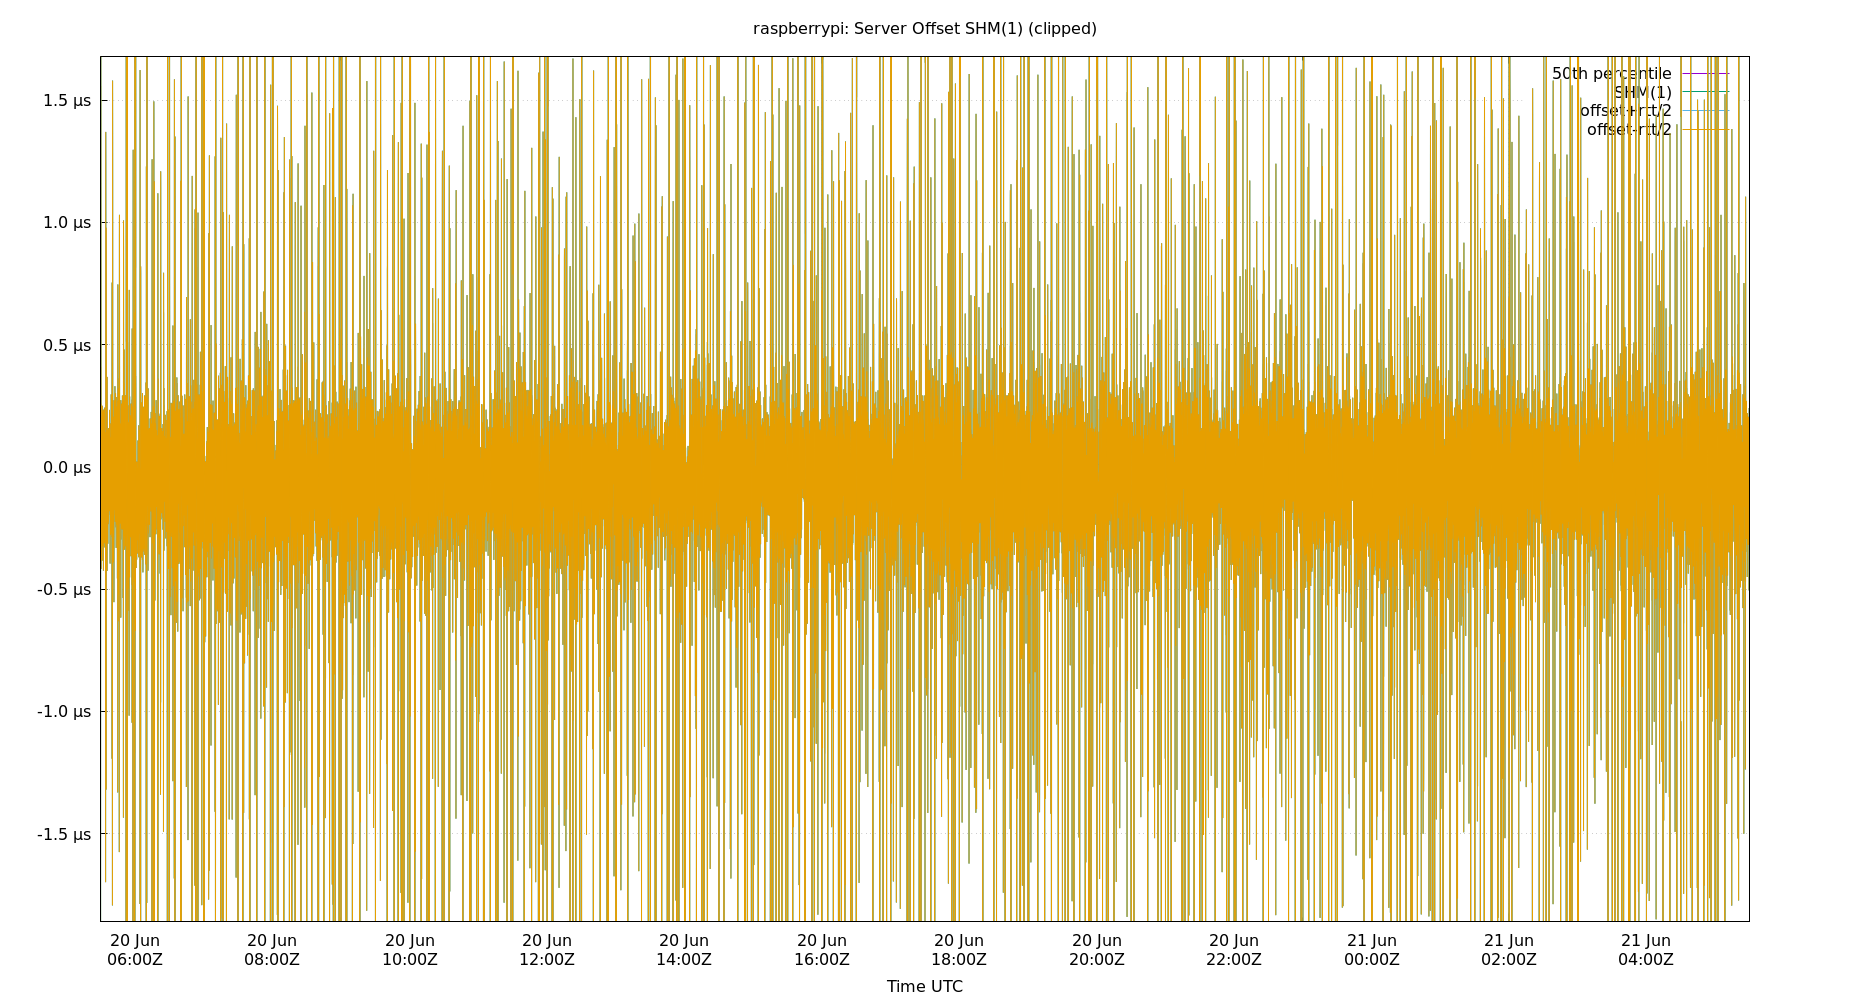 raspberrypi: Server Offset SHM(1) (clipped)
50th percentile
SHM(1)
offset+rtt/2
offset-rtt/2
1.5 µs
1.0 µs
0.5 µs
0.0 µs
-0.5 µs
-1.0 µs
-1.5 µs
20 Jun 20 Jun 20 Jun 20 Jun 20 Jun 20 Jun 20 Jun 20 Jun 20 Jun 21 Jun 21 Jun 21 Jun
06:00Z 08:00Z 10:00Z 12:00Z 14:00Z 16:00Z 18:00Z 20:00Z 22:00Z 00:00Z 02:00Z 04:00Z
Time UTC